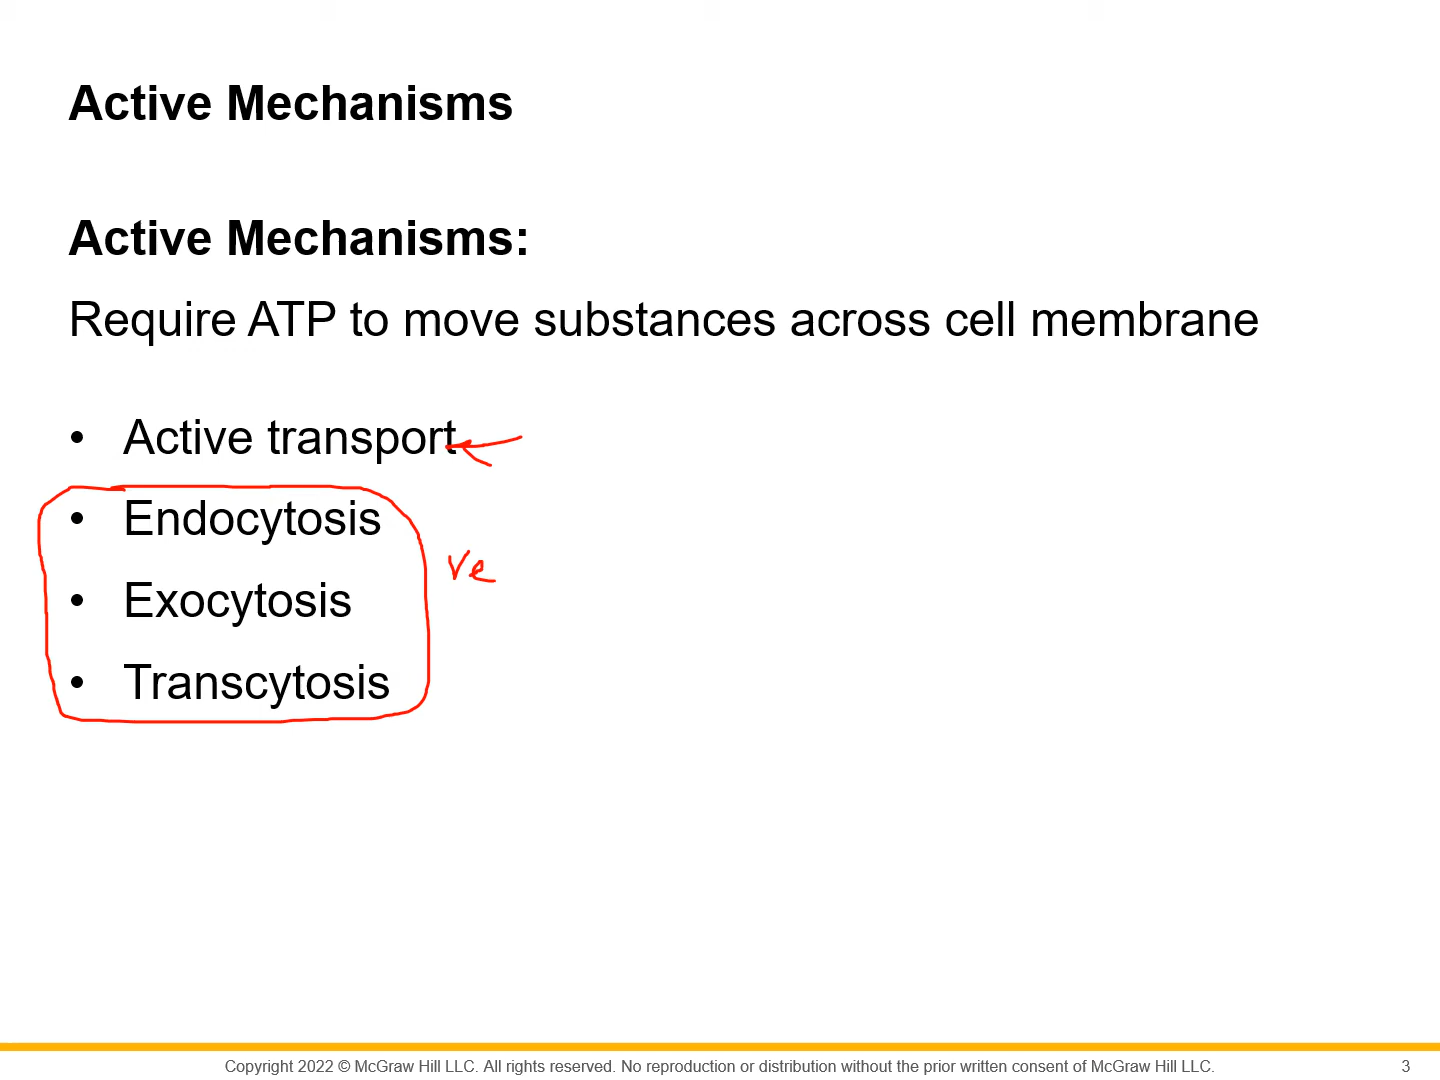 Active Mechanisms
Active Mechanisms:
Require ATP to move substances across cell membrane
• Active transport
• Endocytosis
ve
• Exocytosis
• Transcytosis
Copyright 2022 © McGraw Hill LLC. All rights reserved. No reproduction or distribution without the prior written consent of McGraw Hill LLC.
3